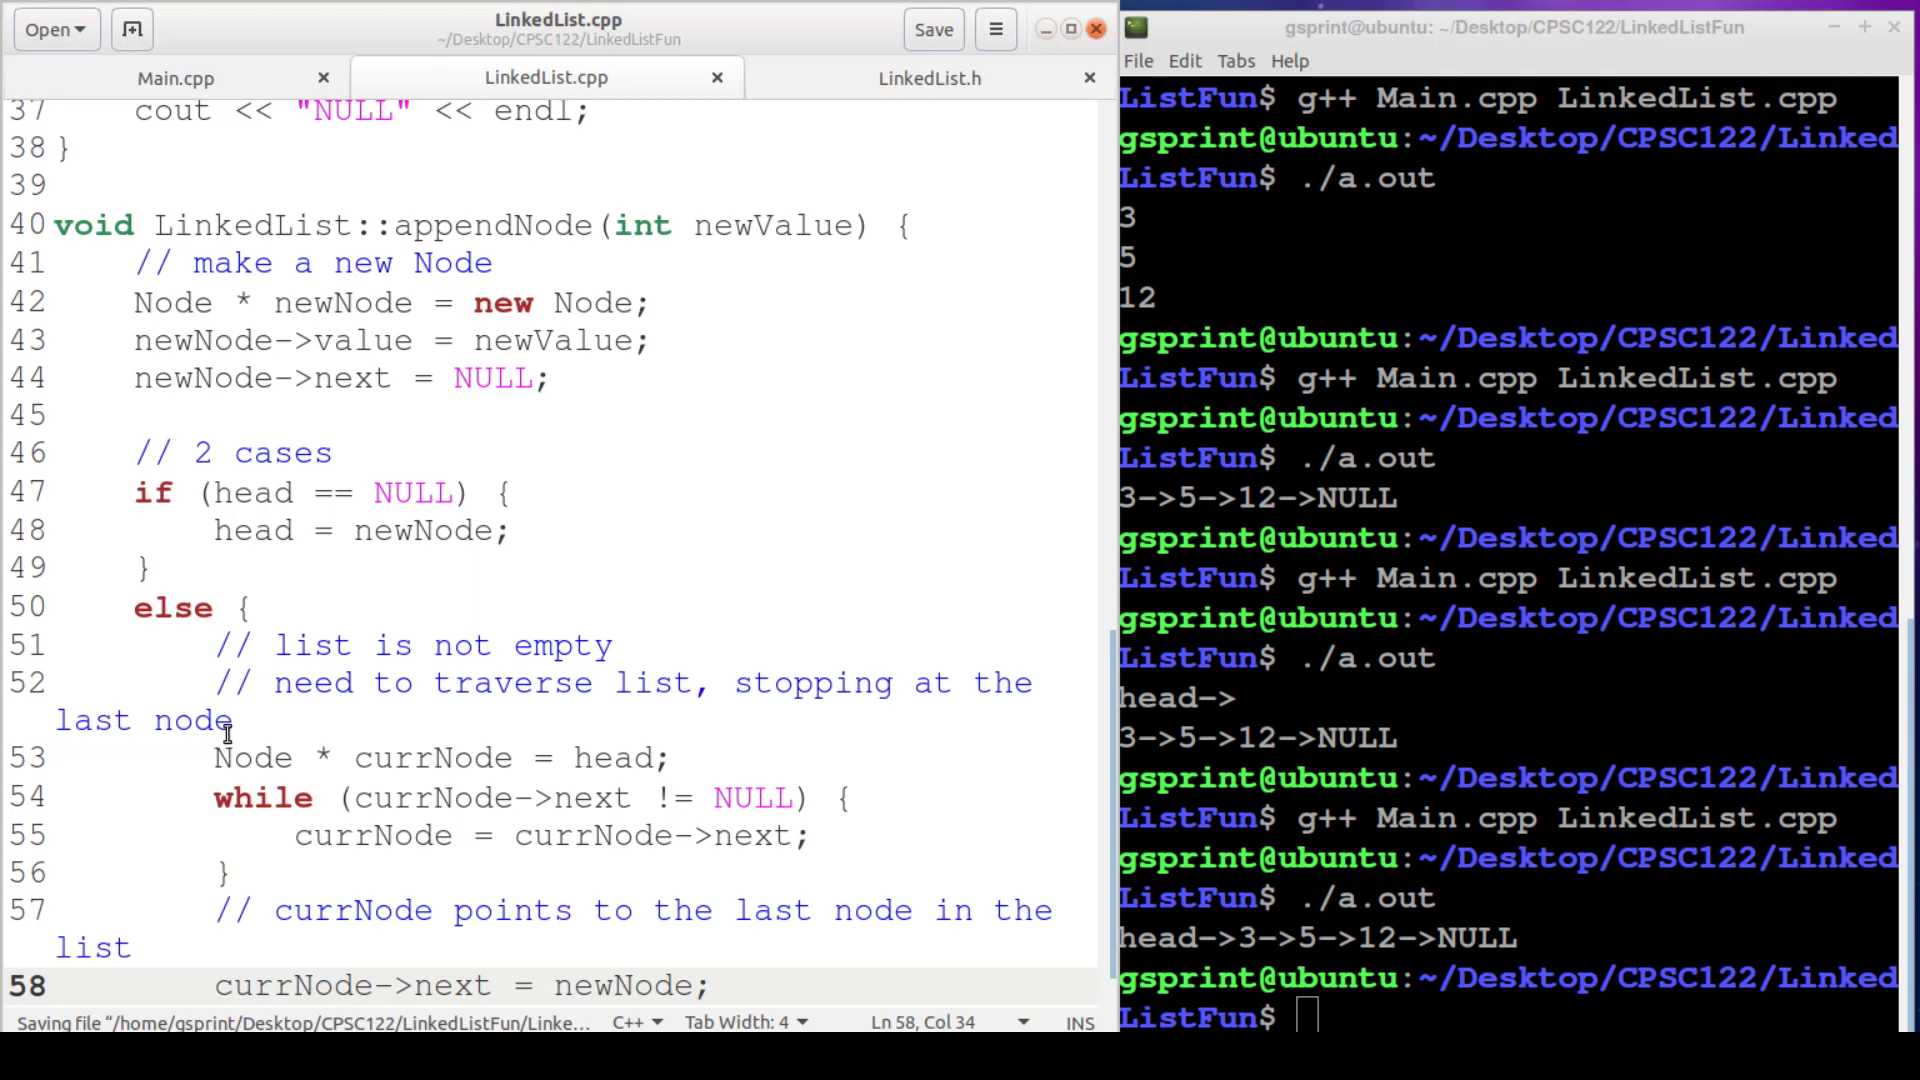 Open
LinkedList.cpp
~/Desktop/CPSC122/LinkedListFun
Save
Main.cpp
LinkedList.cpp
LinkedList.h
37 cout << "NULL" << endl;
38 }
39
40 void LinkedList::appendNode(int newValue) {
41 // make a new Node
42 Node * newNode = new Node;
43 newNode->value = newValue;
44 newNode->next = NULL;
45
46 // 2 cases
47 if (head == NULL) {
48 head = newNode;
49 }
50 else {
51 // list is not empty
52 // need to traverse list, stopping at the
last node
53 Node * currNode = head;
54 while (currNode->next != NULL) {
55 currNode = currNode->next;
56 }
57 // currNode points to the last node in the
list
58 currNode->next = newNode;
Saving file “/home/gsprint/Desktop/CPSC122/LinkedListFun/Linke... C++ Tab Width: 4 Ln 58, Col 34 INS
gsprint@ubuntu: ~/Desktop/CPSC122/LinkedListFun
File Edit Tabs Help
ListFun$ g++ Main.cpp LinkedList.cpp
gsprint@ubuntu:~/Desktop/CPSC122/Linked
ListFun$ ./a.out
3
5
12
gsprint@ubuntu:~/Desktop/CPSC122/Linked
ListFun$ g++ Main.cpp LinkedList.cpp
gsprint@ubuntu:~/Desktop/CPSC122/Linked
ListFun$ ./a.out
3->5->12->NULL
gsprint@ubuntu:~/Desktop/CPSC122/Linked
ListFun$ g++ Main.cpp LinkedList.cpp
gsprint@ubuntu:~/Desktop/CPSC122/Linked
ListFun$ ./a.out
head->
3->5->12->NULL
gsprint@ubuntu:~/Desktop/CPSC122/Linked
ListFun$ g++ Main.cpp LinkedList.cpp
gsprint@ubuntu:~/Desktop/CPSC122/Linked
ListFun$ ./a.out
head->3->5->12->NULL
gsprint@ubuntu:~/Desktop/CPSC122/Linked
ListFun$